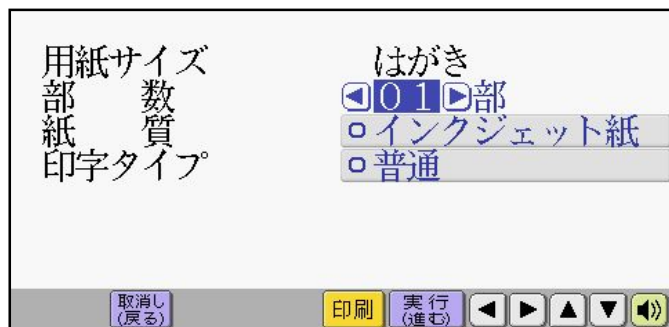 用紙サイズ はがき
部 数 ０１部
紙 質 インクジェット紙
印字タイプ 普通
取消し (戻る) 印刷 実行 (進む)